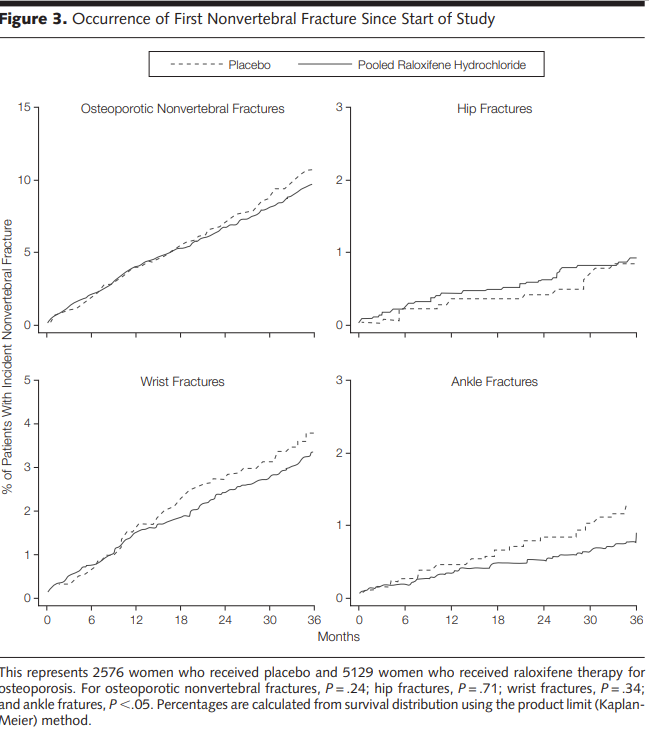 Figure 3. Occurrence of First Nonvertebral Fracture Since Start of Study
Placebo
Pooled Raloxifene Hydrochloride
% of Patients With Incident Nonvertebral Fracture
Osteoporotic Nonvertebral Fractures
15
10
5
0
Hip Fractures
3
2
1
0
Wrist Fractures
5
4
3
2
1
0
0 6 12 18 24 30 36
Ankle Fractures
3
2
1
0
0 6 12 18 24 30 36
Months
This represents 2576 women who received placebo and 5129 women who received raloxifene therapy for
osteoporosis. For osteoporotic nonvertebral fractures, P = .24; hip fractures, P = .71; wrist fractures, P = .34;
and ankle fratures, P <.05. Percentages are calculated from survival distribution using the product limit (Kaplan-
Meier) method.